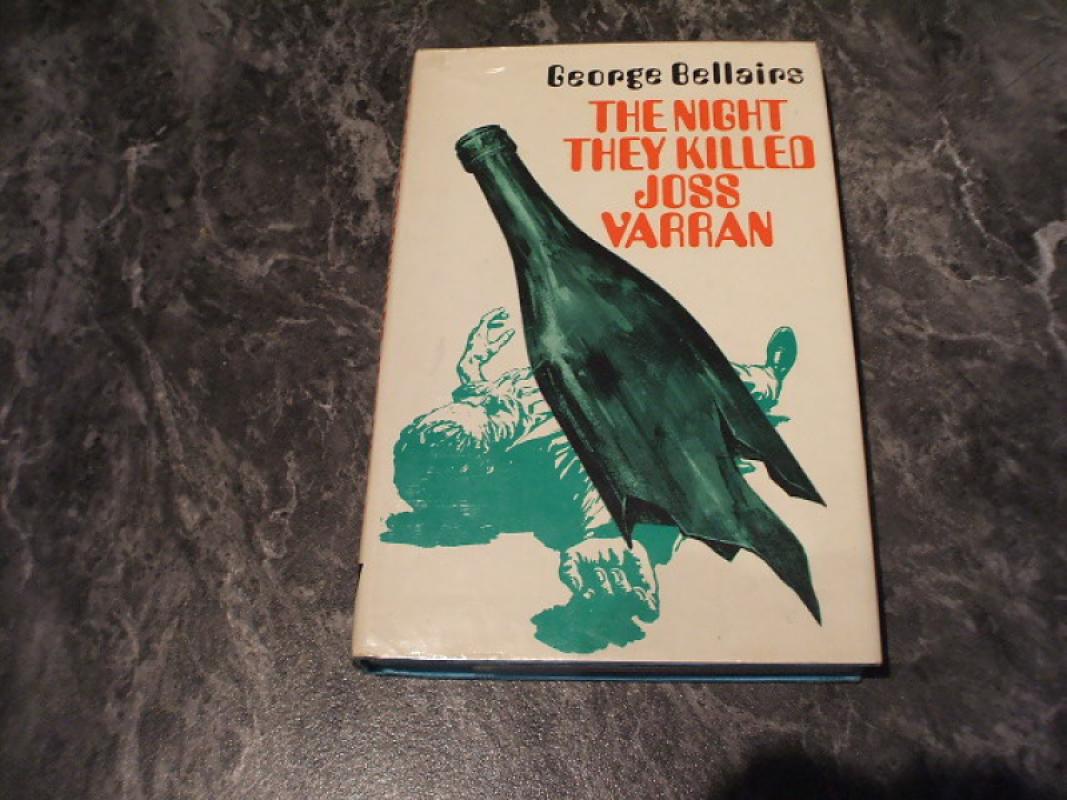 George Bellairs
THE NIGHT
THEY KILLED
JOSS
VARRAN